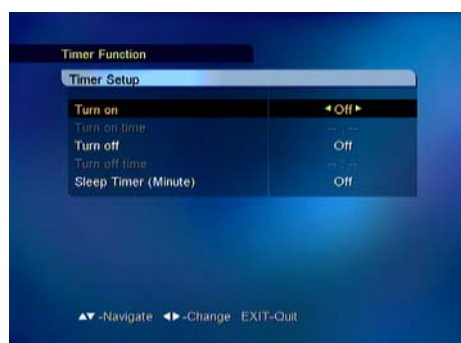 Timer Function
Timer Setup
Turn on ◄Off►
Turn on time -- : --
Turn off Off
Turn off time -- : --
Sleep Timer (Minute) Off
▲▼-Navigate ◄►-Change EXIT-Quit